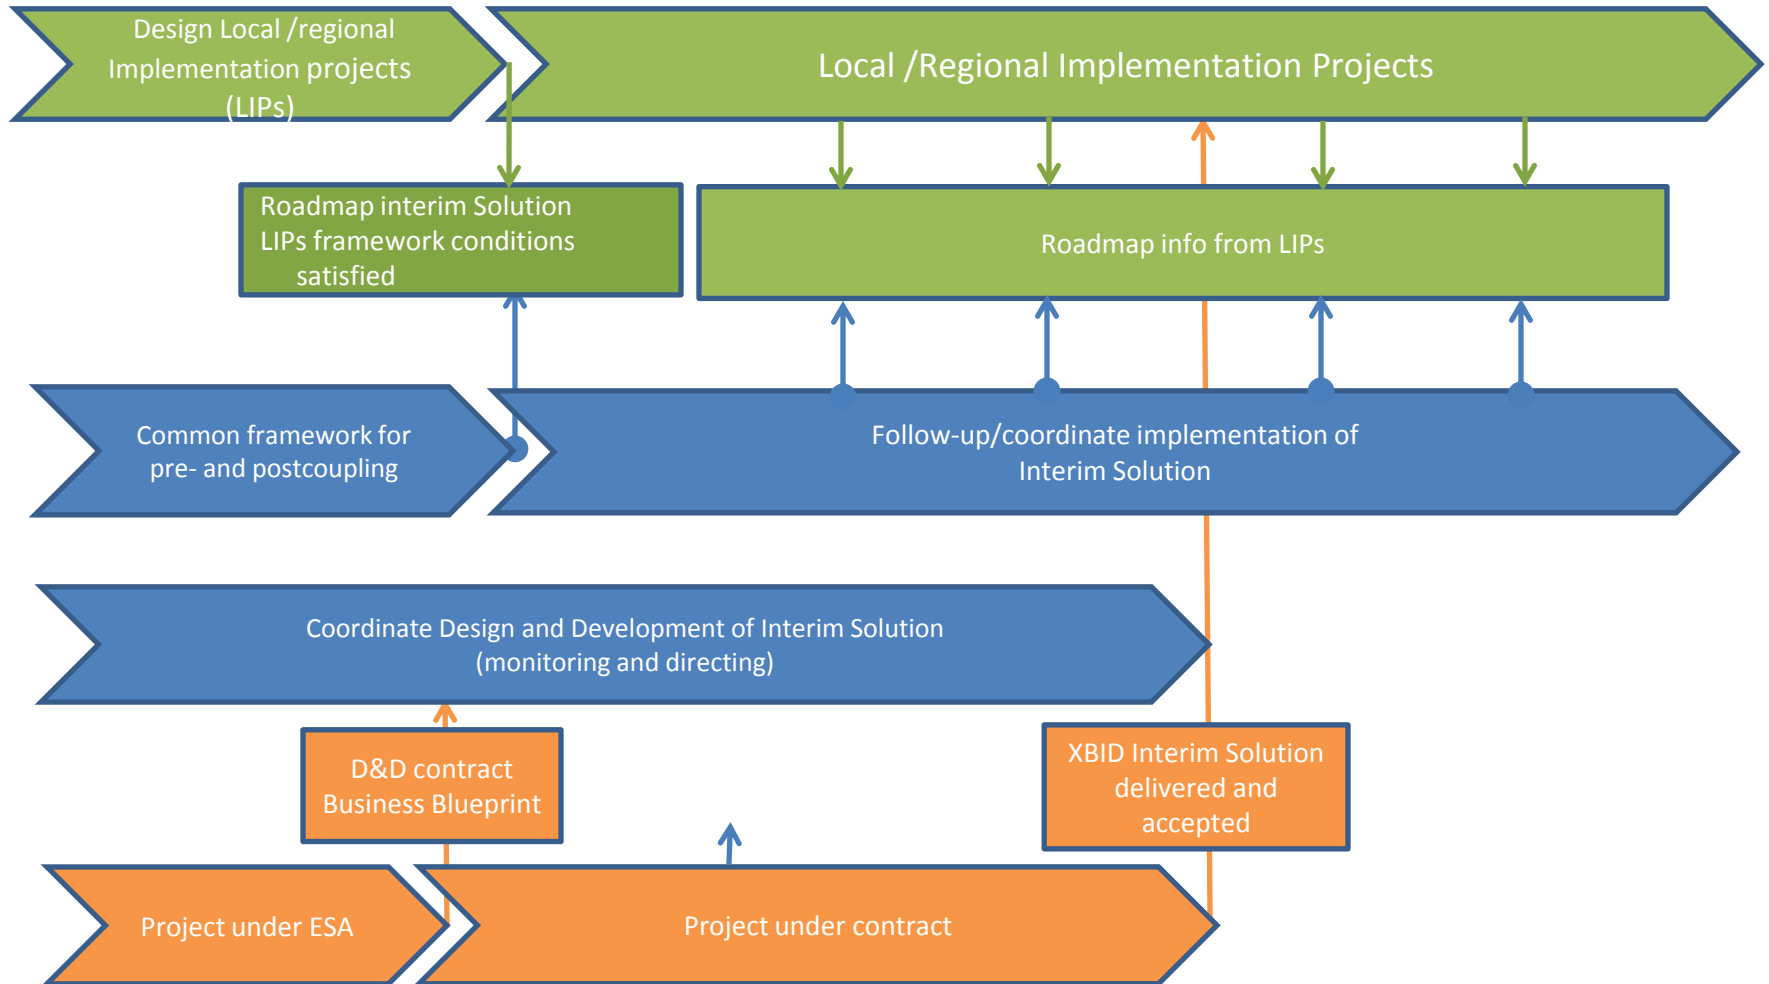 Design Local /regional
Implementation projects
(LIPs)
Local /Regional Implementation Projects
Roadmap interim Solution
LIPs framework conditions
satisfied
Roadmap info from LIPs
Common framework for
pre- and postcoupling
Follow-up/coordinate implementation of
Interim Solution
Coordinate Design and Development of Interim Solution
(monitoring and directing)
D&D contract
Business Blueprint
XBID Interim Solution
delivered and
accepted
Project under ESA
Project under contract